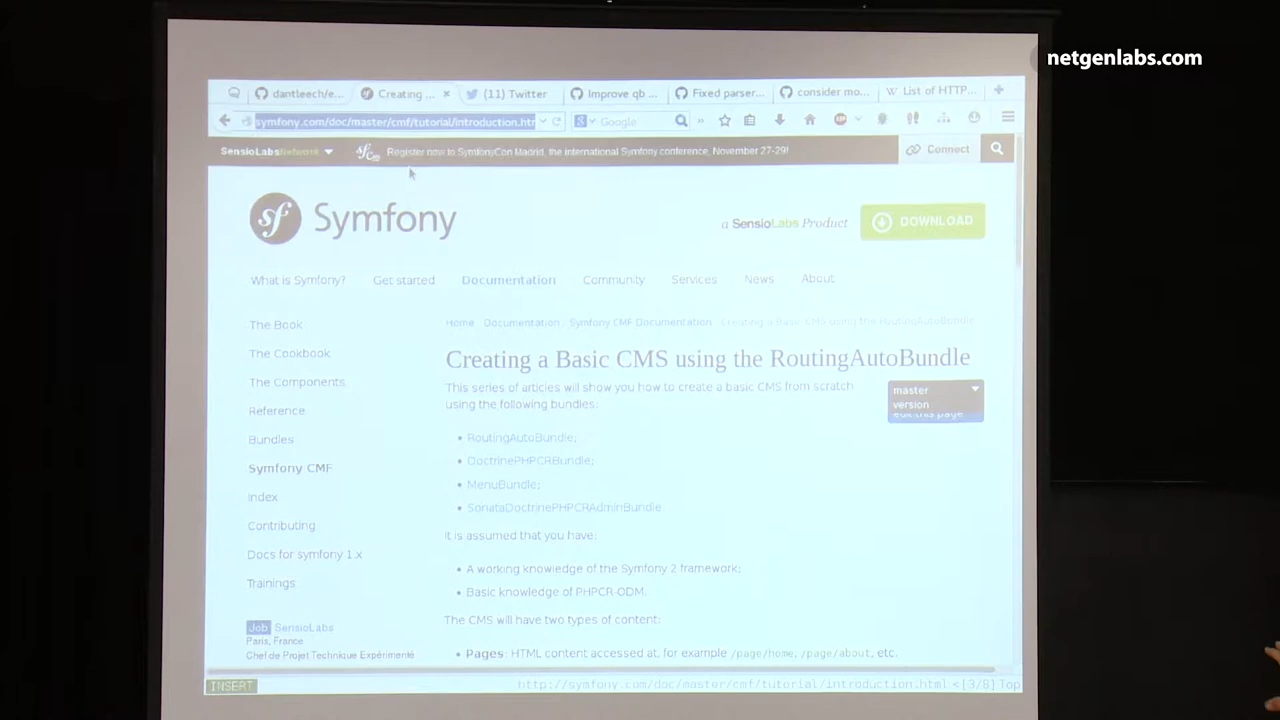 netgenlabs.com
dantleech/e...
Creating ...
(11) Twitter
Improve qb ...
Fixed parser...
consider mo...
List of HTTP...
symfony.com/doc/master/cmf/tutorial/introduction.htm
Google
SensioLabsNetwork
Register now to SymfonyCon Madrid, the international Symfony conference, November 27-29!
Connect
sf Symfony
a SensioLabs Product
DOWNLOAD
What is Symfony? Get started Documentation Community Services News About
The Book
The Cookbook
The Components
Reference
Bundles
Symfony CMF
Index
Contributing
Docs for symfony 1.x
Trainings
Job SensioLabs
Paris, France
Chef de Projet Technique Expérimenté
Home Documentation Symfony CMF Documentation Creating a Basic CMS using the RoutingAutoBundle
Creating a Basic CMS using the RoutingAutoBundle
master
version
edit this page
This series of articles will show you how to create a basic CMS from scratch
using the following bundles:
• RoutingAutoBundle;
• DoctrinePHPCRBundle;
• MenuBundle;
• SonataDoctrinePHPCRAdminBundle
It is assumed that you have:
• A working knowledge of the Symfony 2 framework;
• Basic knowledge of PHPCR-ODM.
The CMS will have two types of content:
• Pages: HTML content accessed at, for example /page/home, /page/about, etc.
INSERT
http://symfony.com/doc/master/cmf/tutorial/introduction.html <[3/8] Top